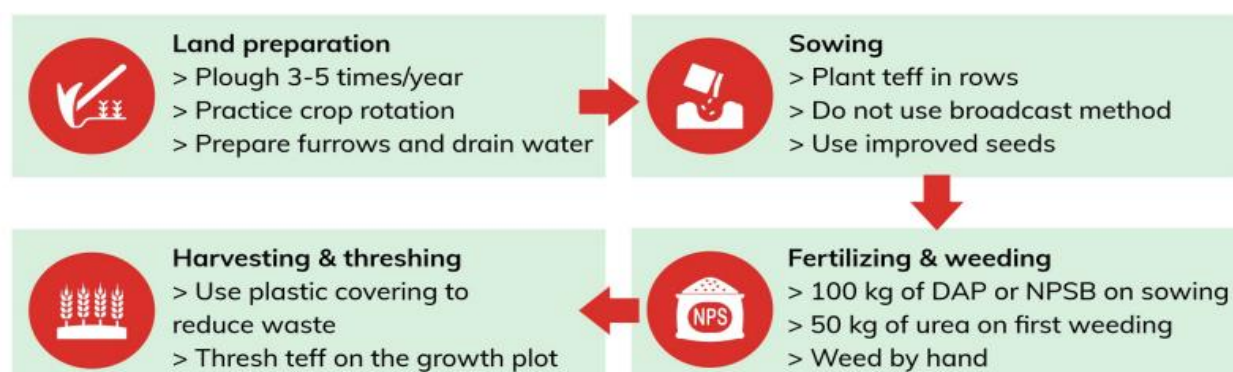 Land preparation
> Plough 3-5 times/year
> Practice crop rotation
> Prepare furrows and drain water
Sowing
> Plant teff in rows
> Do not use broadcast method
> Use improved seeds
Fertilizing & weeding
> 100 kg of DAP or NPSB on sowing
> 50 kg of urea on first weeding
> Weed by hand
NPS
Harvesting & threshing
> Use plastic covering to
reduce waste
> Thresh teff on the growth plot